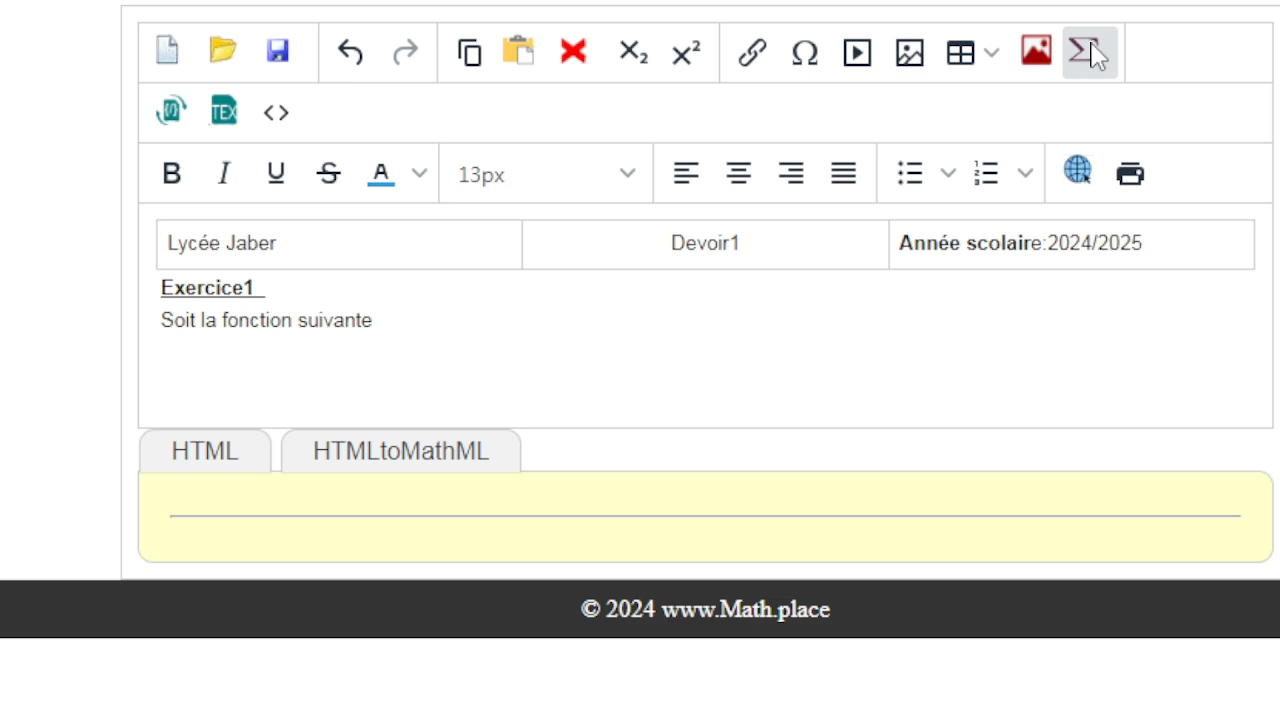 TEX
13px
Lycée Jaber Devoir1 Année scolaire:2024/2025
Exercice1
Soit la fonction suivante
HTML HTMLtoMathML
© 2024 www.Math.place